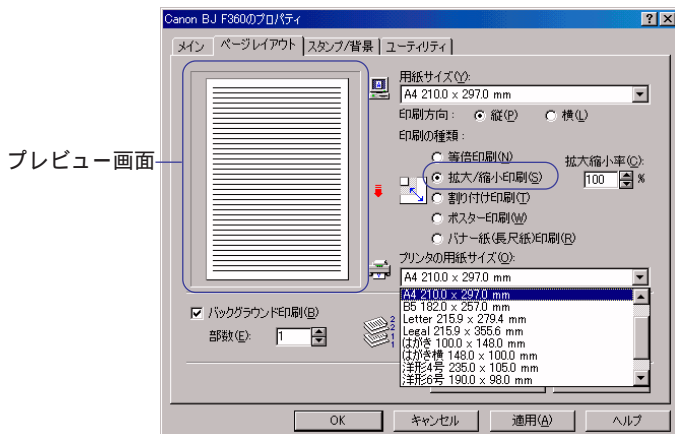 Canon BJ F360のプロパティ
メイン ページレイアウト スタンプ/背景 ユーティリティ
プレビュー画面
用紙サイズ(Y):
A4 210.0 x 297.0 mm
印刷方向: 縦(P) 横(L)
印刷の種類:
等倍印刷(N)
拡大/縮小印刷(S)
割り付け印刷(T)
ポスター印刷(W)
バナー紙(長尺紙)印刷(R)
拡大縮小率(C):
100 %
プリンタの用紙サイズ(O):
A4 210.0 x 297.0 mm
A4 210.0 x 297.0 mm
B5 182.0 x 257.0 mm
Letter 215.9 x 279.4 mm
Legal 215.9 x 355.6 mm
はがき 100.0 x 148.0 mm
はがき横 148.0 x 100.0 mm
洋形4号 235.0 x 105.0 mm
洋形6号 190.0 x 98.0 mm
バックグラウンド印刷(B)
部数(E): 1
2
2
1
1
OK キャンセル 適用(A) ヘルプ